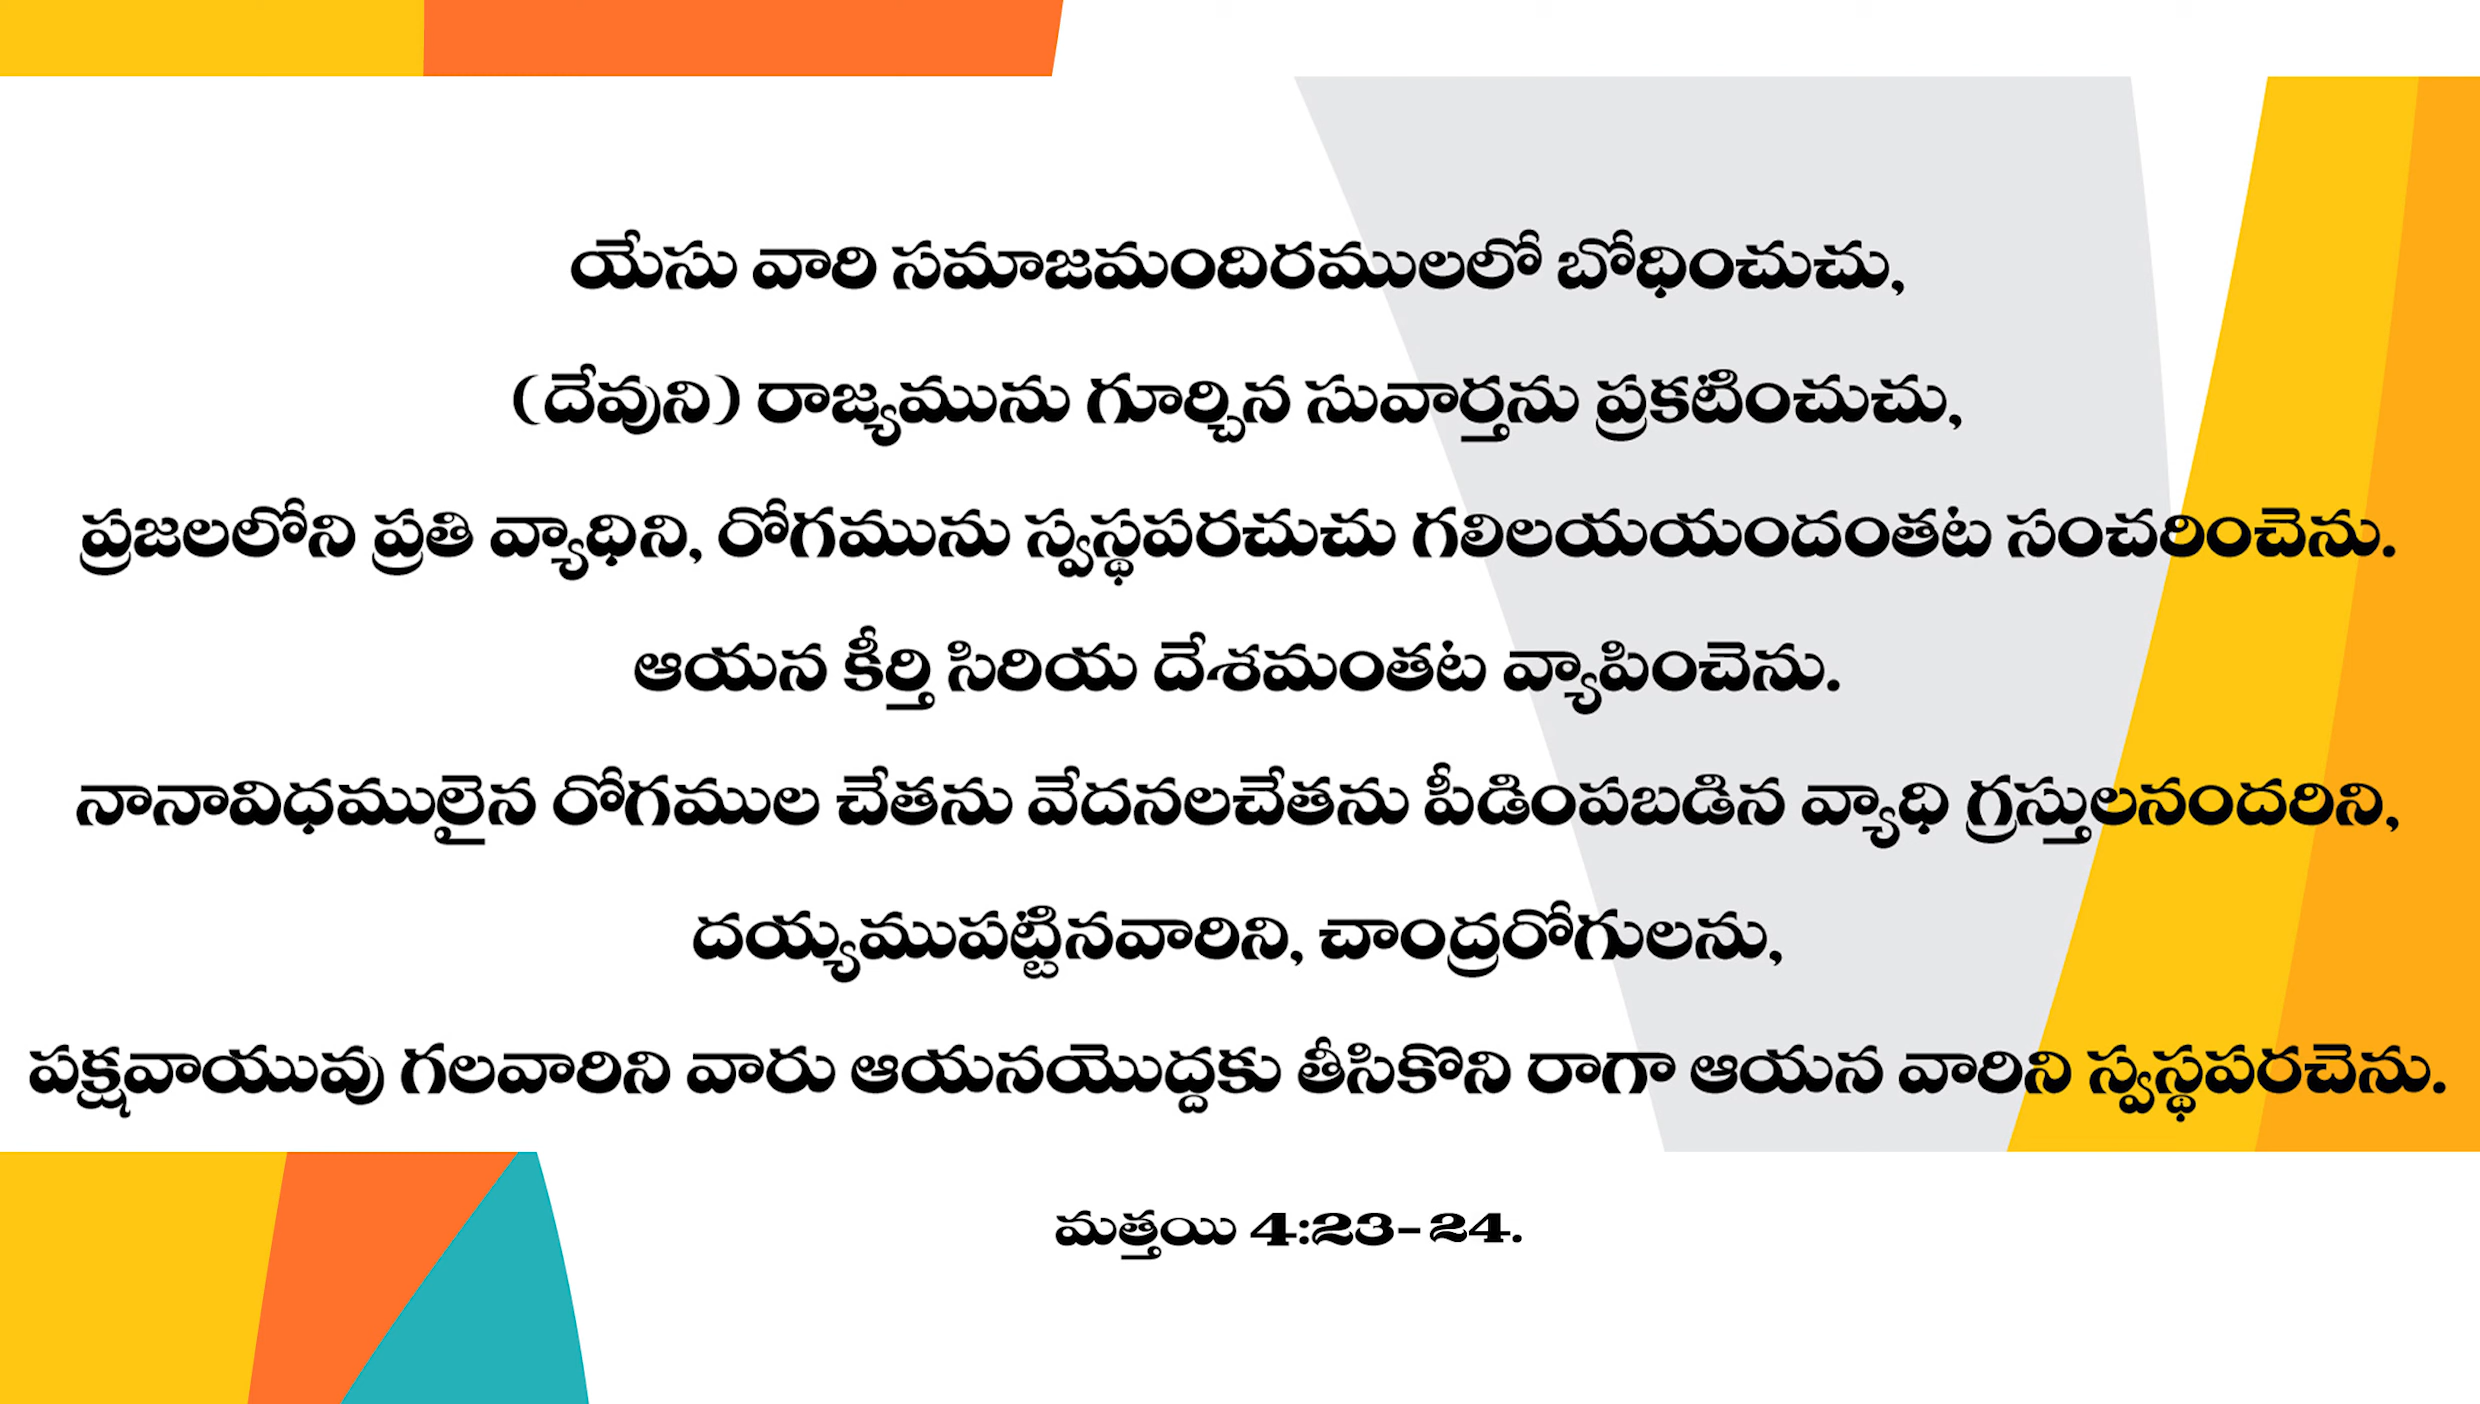 యేసు వారి సమాజమందిరములలో బోధించుచు,
(దేవుని) రాజ్యమును గూర్చిన సువార్తను ప్రకటించుచు,
ప్రజలలోని ప్రతి వ్యాధిని, రోగమును స్వస్థపరచుచు గలిలయయందంతట సంచరించెను.
ఆయన కీర్తి సిరియ దేశమంతట వ్యాపించెను.
నానావిధములైన రోగముల చేతను వేదనలచేతను పీడింపబడిన వ్యాధి గ్రస్తులనందరిని,
దయ్యముపట్టినవారిని, చాంద్రరోగులను,
పక్షవాయువు గలవారిని వారు ఆయనయొద్దకు తీసికొని రాగా ఆయన వారిని స్వస్థపరచెను.
మత్తయి 4:23-24.